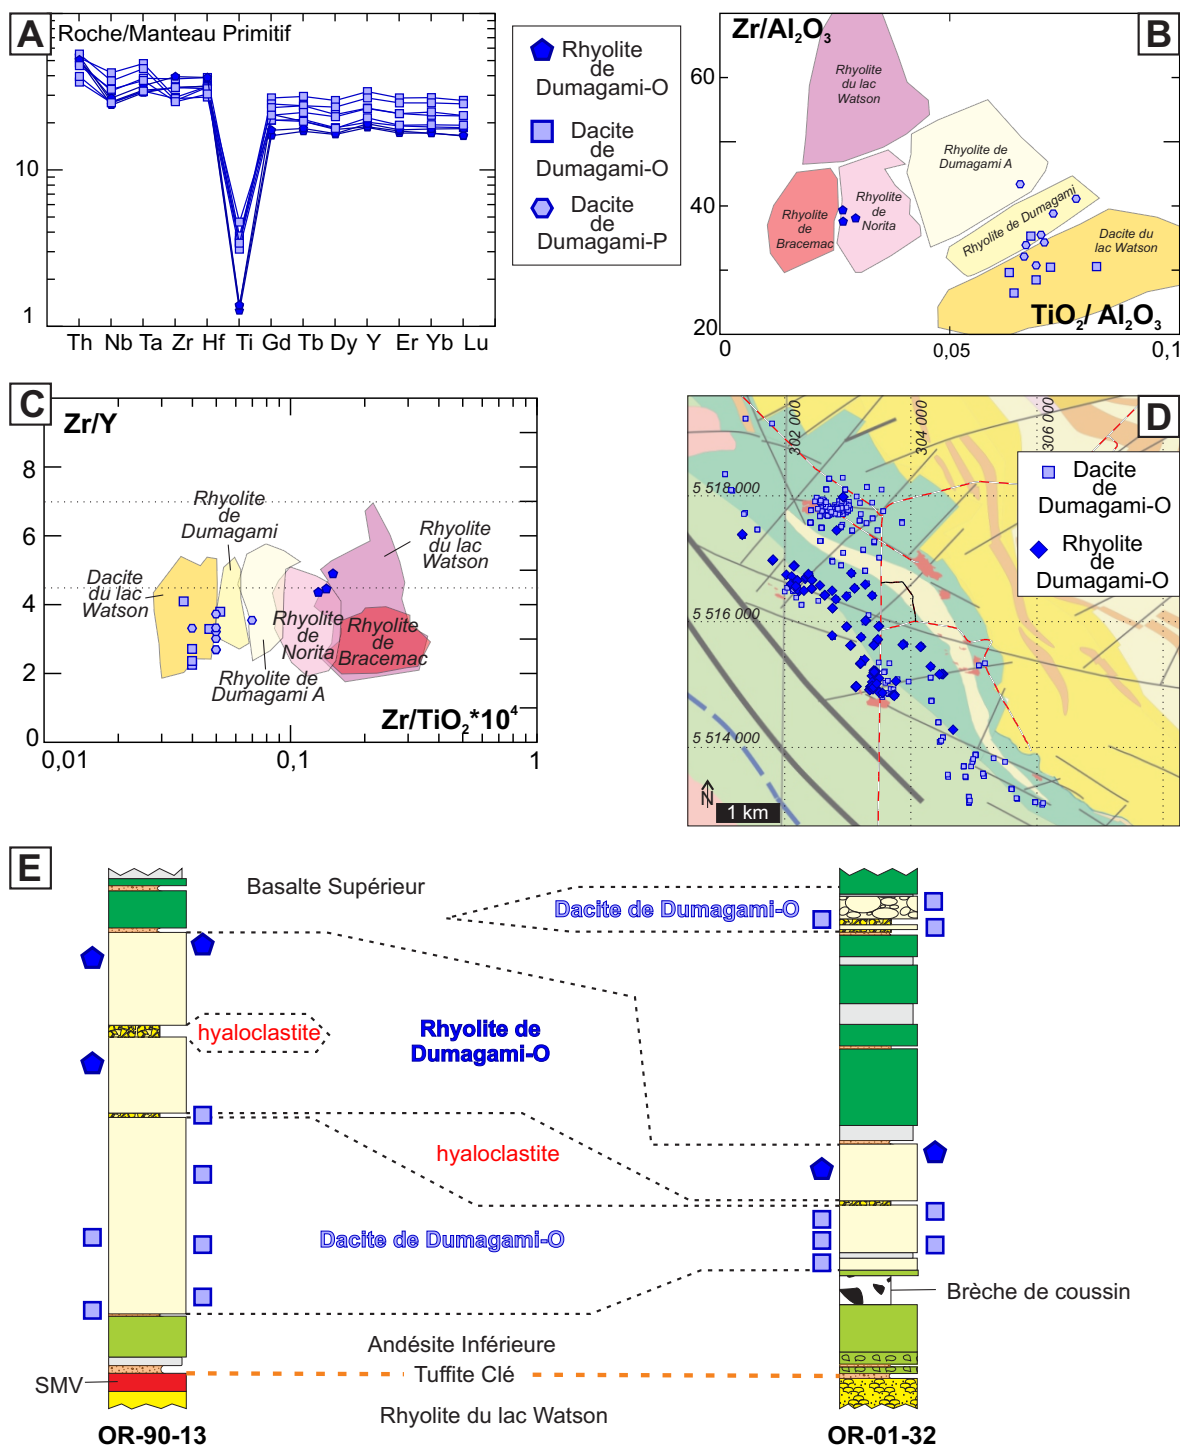 A
Roche/Manteau Primitif
10
1
Th Nb Ta Zr Hf Ti Gd Tb Dy Y Er Yb Lu
Rhyolite
de
Dumagami-O
Dacite
de
Dumagami-O
Dacite
de
Dumagami-P
B
Zr/Al₂O₃
60
40
20
Rhyolite
du lac
Watson
Rhyolite de
Dumagami A
Rhyolite
de
Bracemac
Rhyolite
de
Norita
Rhyolite de Dumagami
Dacite du
lac Watson
TiO₂/ Al₂O₃
0
0,05
0,1
C
Zr/Y
8
6
4
2
0
Rhyolite
de
Dumagami
Dacite
du lac
Watson
Rhyolite
du lac
Watson
Rhyolite
de
Norita
Rhyolite
de
Bracemac
Rhyolite de
Dumagami A
Zr/TiO₂*10⁴
0,01
0,1
1
D
302 000
304 000
306 000
5 518 000
5 516 000
5 514 000
Dacite
de
Dumagami-O
Rhyolite
de
Dumagami-O
N
1 km
E
Basalte Supérieur
Dacite de Dumagami-O
hyaloclastite
Rhyolite de
Dumagami-O
hyaloclastite
Dacite de Dumagami-O
Brèche de coussin
Andésite Inférieure
Tuffite Clé
SMV
Rhyolite du lac Watson
OR-90-13
OR-01-32